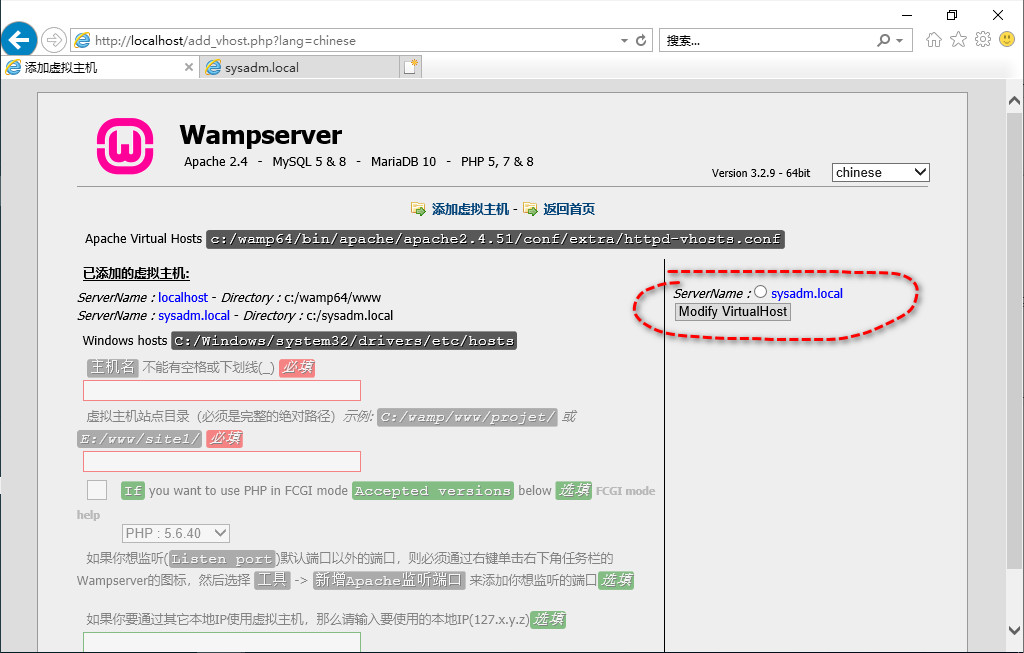 http://localhost/add_vhost.php?lang=chinese
搜索...
添加虚拟主机
sysadm.local
Wampserver
Apache 2.4 - MySQL 5 & 8 - MariaDB 10 - PHP 5, 7 & 8
Version 3.2.9 - 64bit
chinese
添加虚拟主机 - 返回首页
Apache Virtual Hosts c:/wamp64/bin/apache/apache2.4.51/conf/extra/httpd-vhosts.conf
已添加的虚拟主机:
ServerName : localhost - Directory : c:/wamp64/www
ServerName : sysadm.local - Directory : c:/sysadm.local
Windows hosts C:/Windows/system32/drivers/etc/hosts
主机名 不能有空格或下划线(_) 必填
虚拟主机站点目录（必须是完整的绝对路径）示例: C:/wamp/www/projet/ 或
E:/www/site1/ 必填
If you want to use PHP in FCGI mode Accepted versions below 选填 FCGI mode
help
PHP : 5.6.40
如果你想监听(Listen port)默认端口以外的端口，则必须通过右键单击右下角任务栏的
Wampserver的图标，然后选择 工具 -> 新增Apache监听端口 来添加你想监听的端口 选填
如果你要通过其它本地IP使用虚拟主机，那么请输入要使用的本地IP(127.x.y.z) 选填
ServerName : sysadm.local
Modify VirtualHost